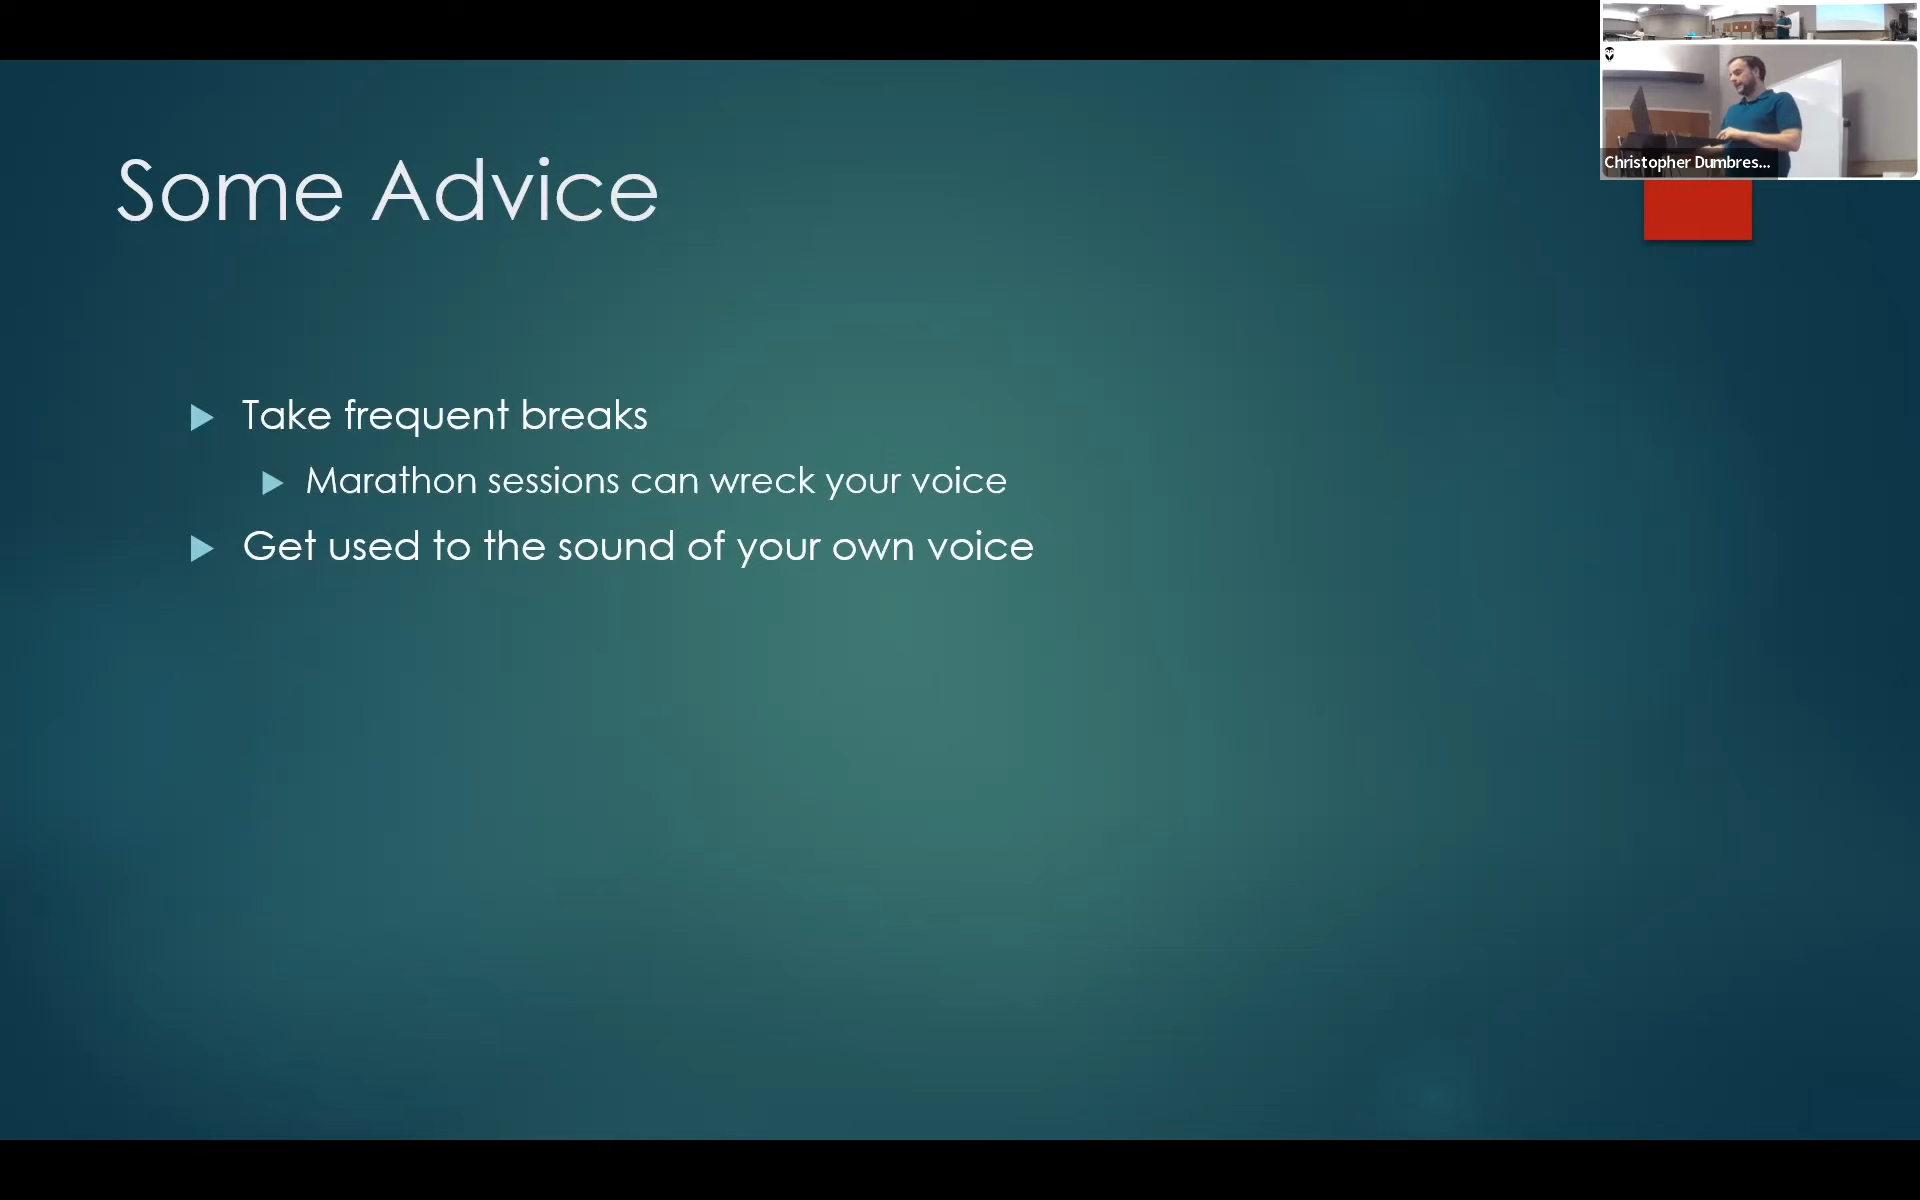 Christopher Dumbres...
Some Advice
Take frequent breaks
Marathon sessions can wreck your voice
Get used to the sound of your own voice